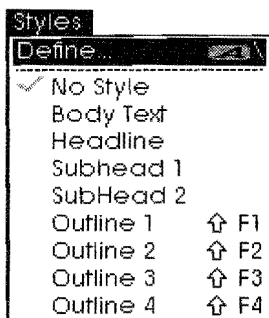 Styles
Define... \
No Style
Body Text
Headline
Subhead 1
SubHead 2
Outline 1 ⇧ F1
Outline 2 ⇧ F2
Outline 3 ⇧ F3
Outline 4 ⇧ F4